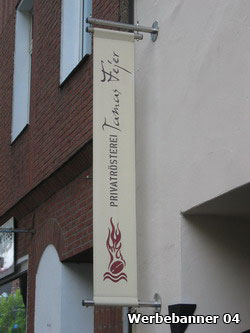 PRIVATRÖSTEREI Tamas Fejer
Werbebanner 04